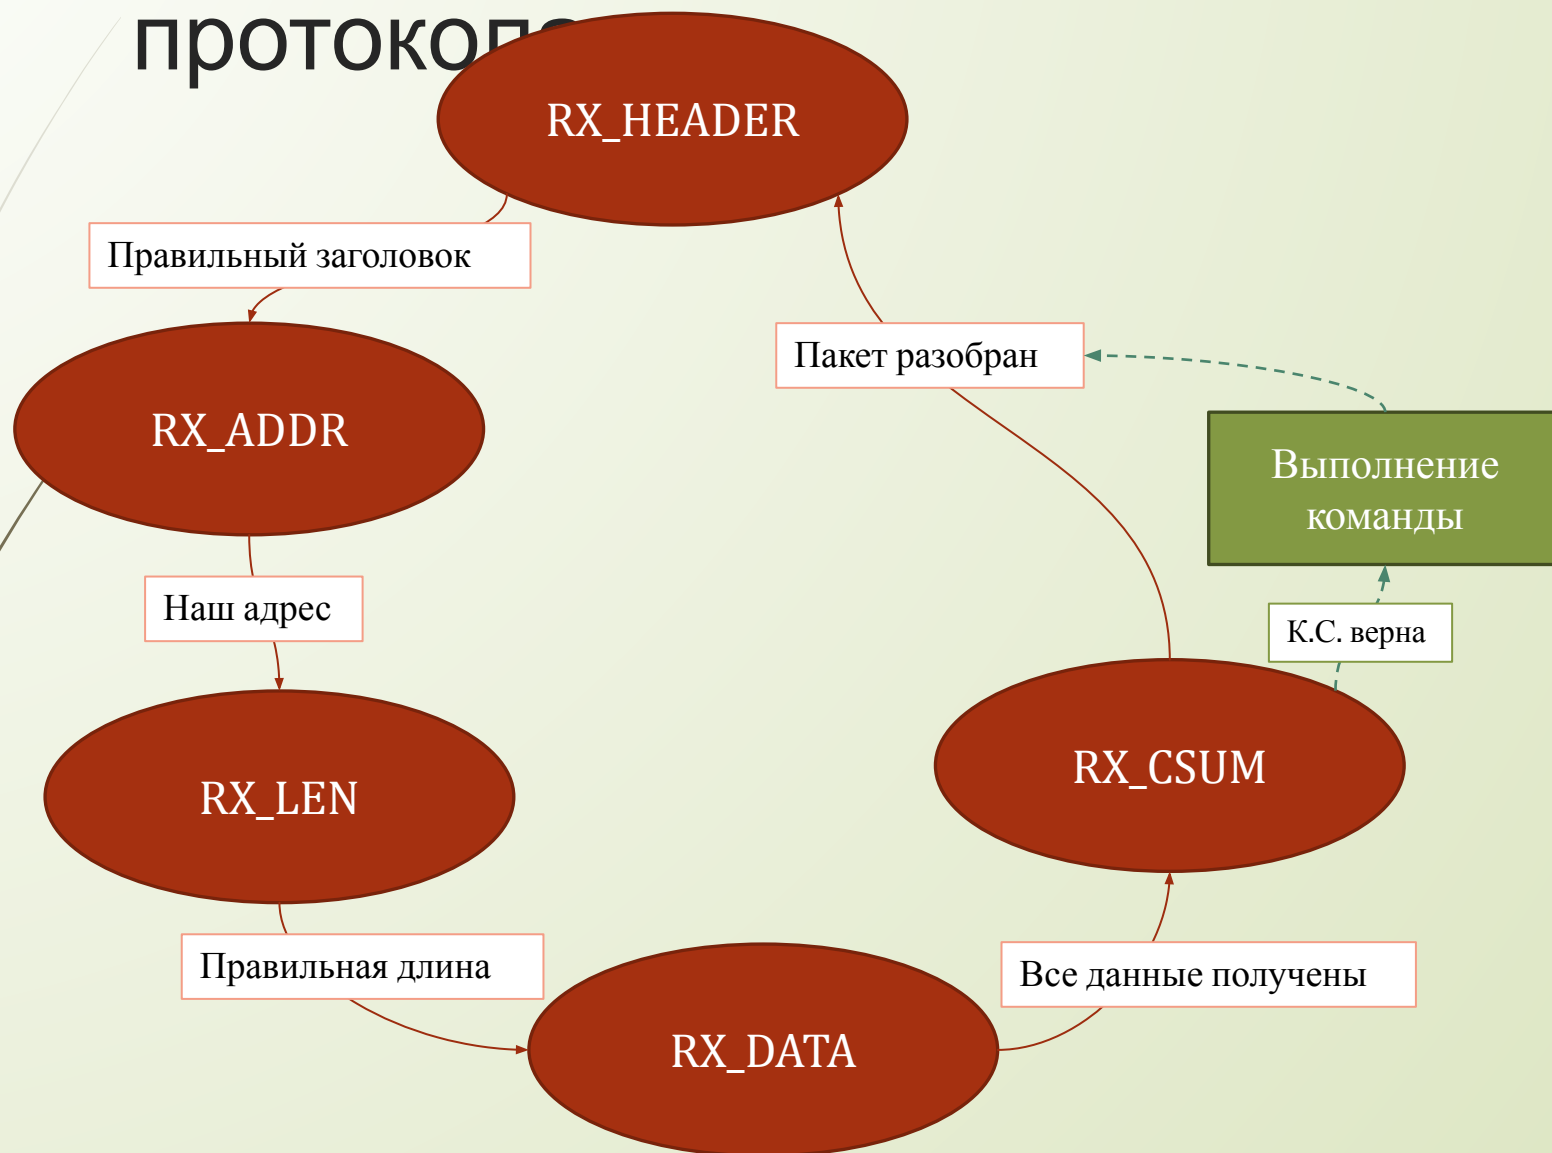 RX_HEADER
Правильный заголовок
Пакет разобран
RX_ADDR
Выполнение
команды
Наш адрес
К.С. верна
RX_CSUM
RX_LEN
Правильная длина
Все данные получены
RX_DATA